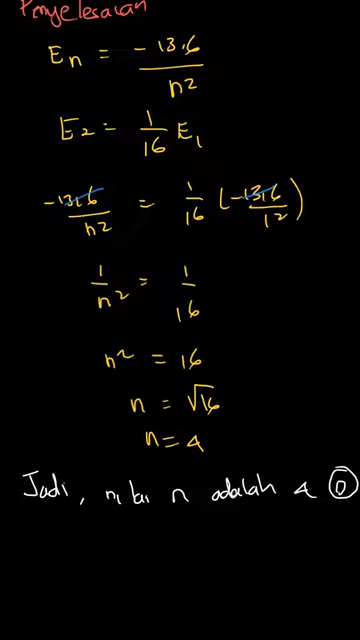 Penyelesaian
En = -13.6 / n²
E2 = 1/16 E1
-13,6 / n² = 1/16 (-13,6 / 1²)
1/n² = 1/16
n² = 16
n = √16
n = 4
Jadi, nilai n adalah 4 D